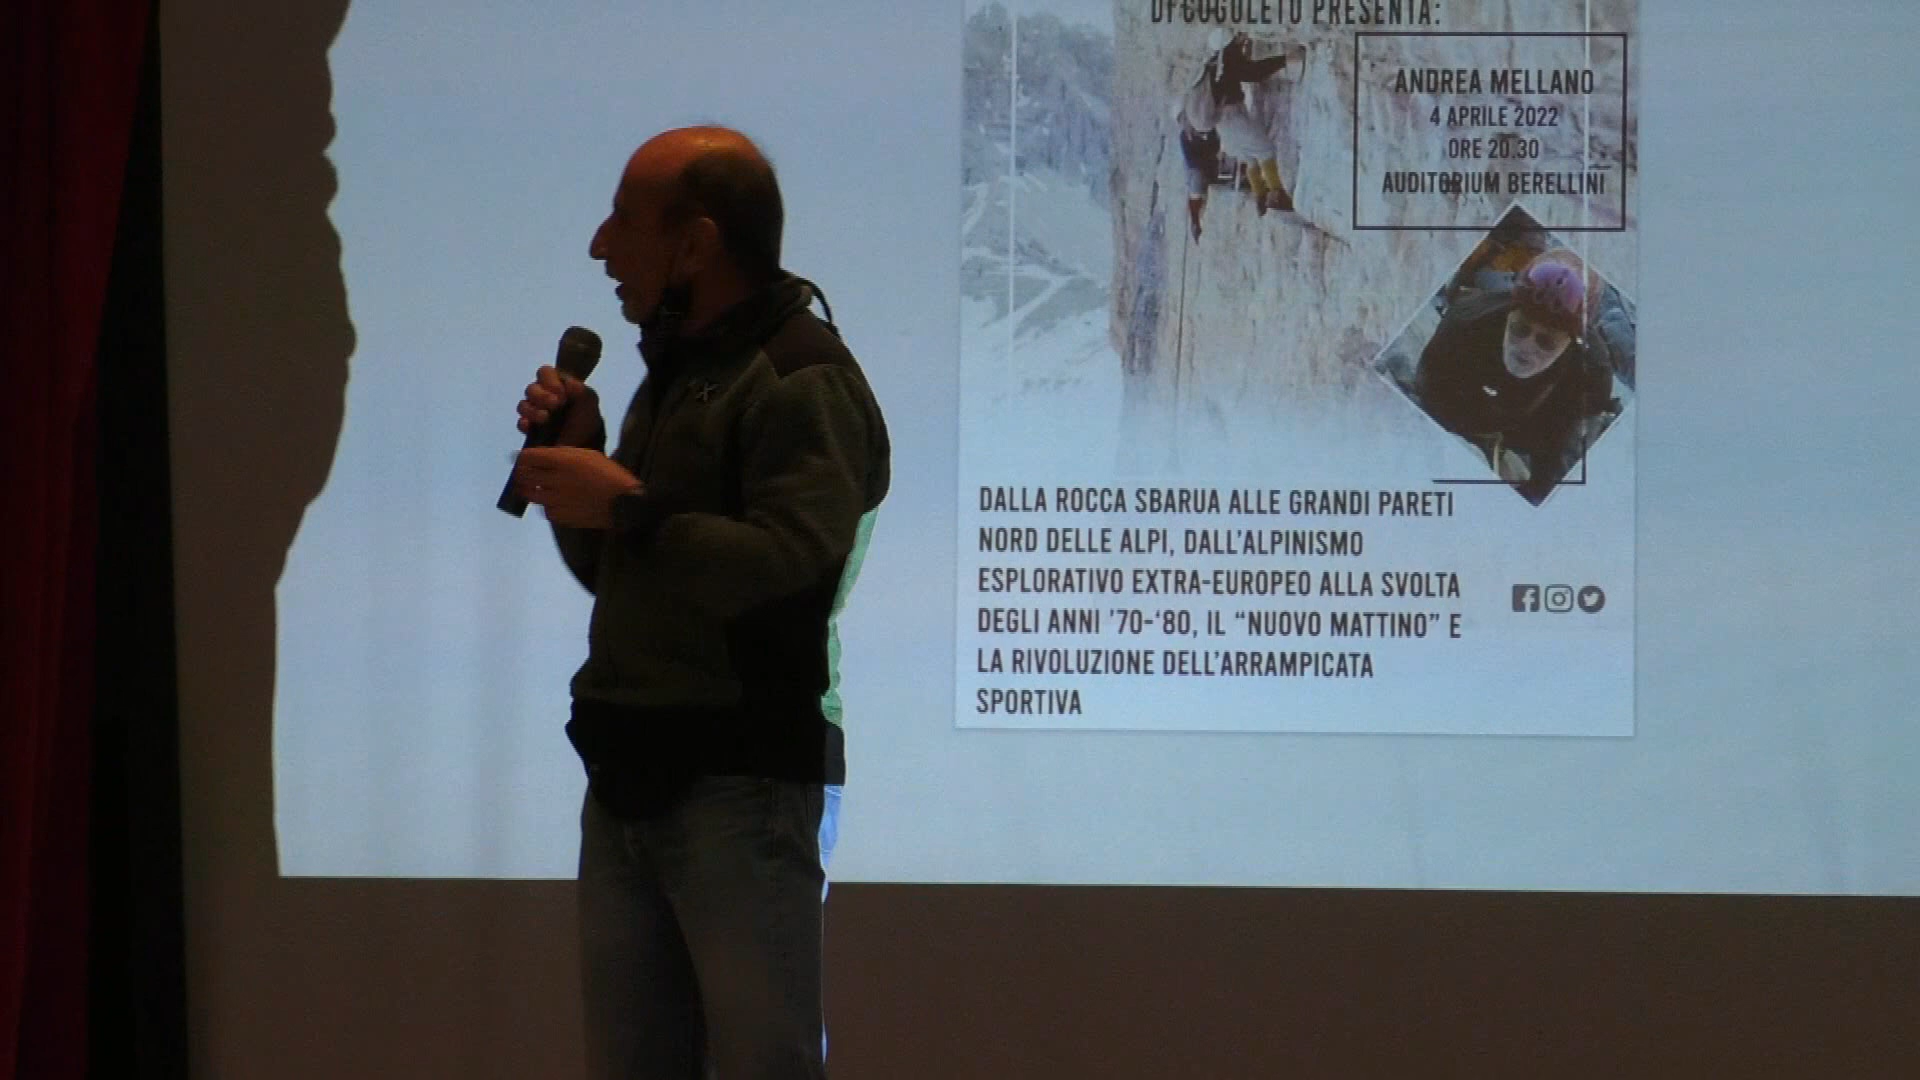 DI COGOLETO PRESENTA:
ANDREA MELLANO
4 APRILE 2022
ORE 20.30
AUDITORIUM BERELLINI
DALLA ROCCA SBARUA ALLE GRANDI PARETI
NORD DELLE ALPI, DALL'ALPINISMO
ESPLORATIVO EXTRA-EUROPEO ALLA SVOLTA
DEGLI ANNI '70-'80, IL "NUOVO MATTINO" E
LA RIVOLUZIONE DELL'ARRAMPICATA
SPORTIVA